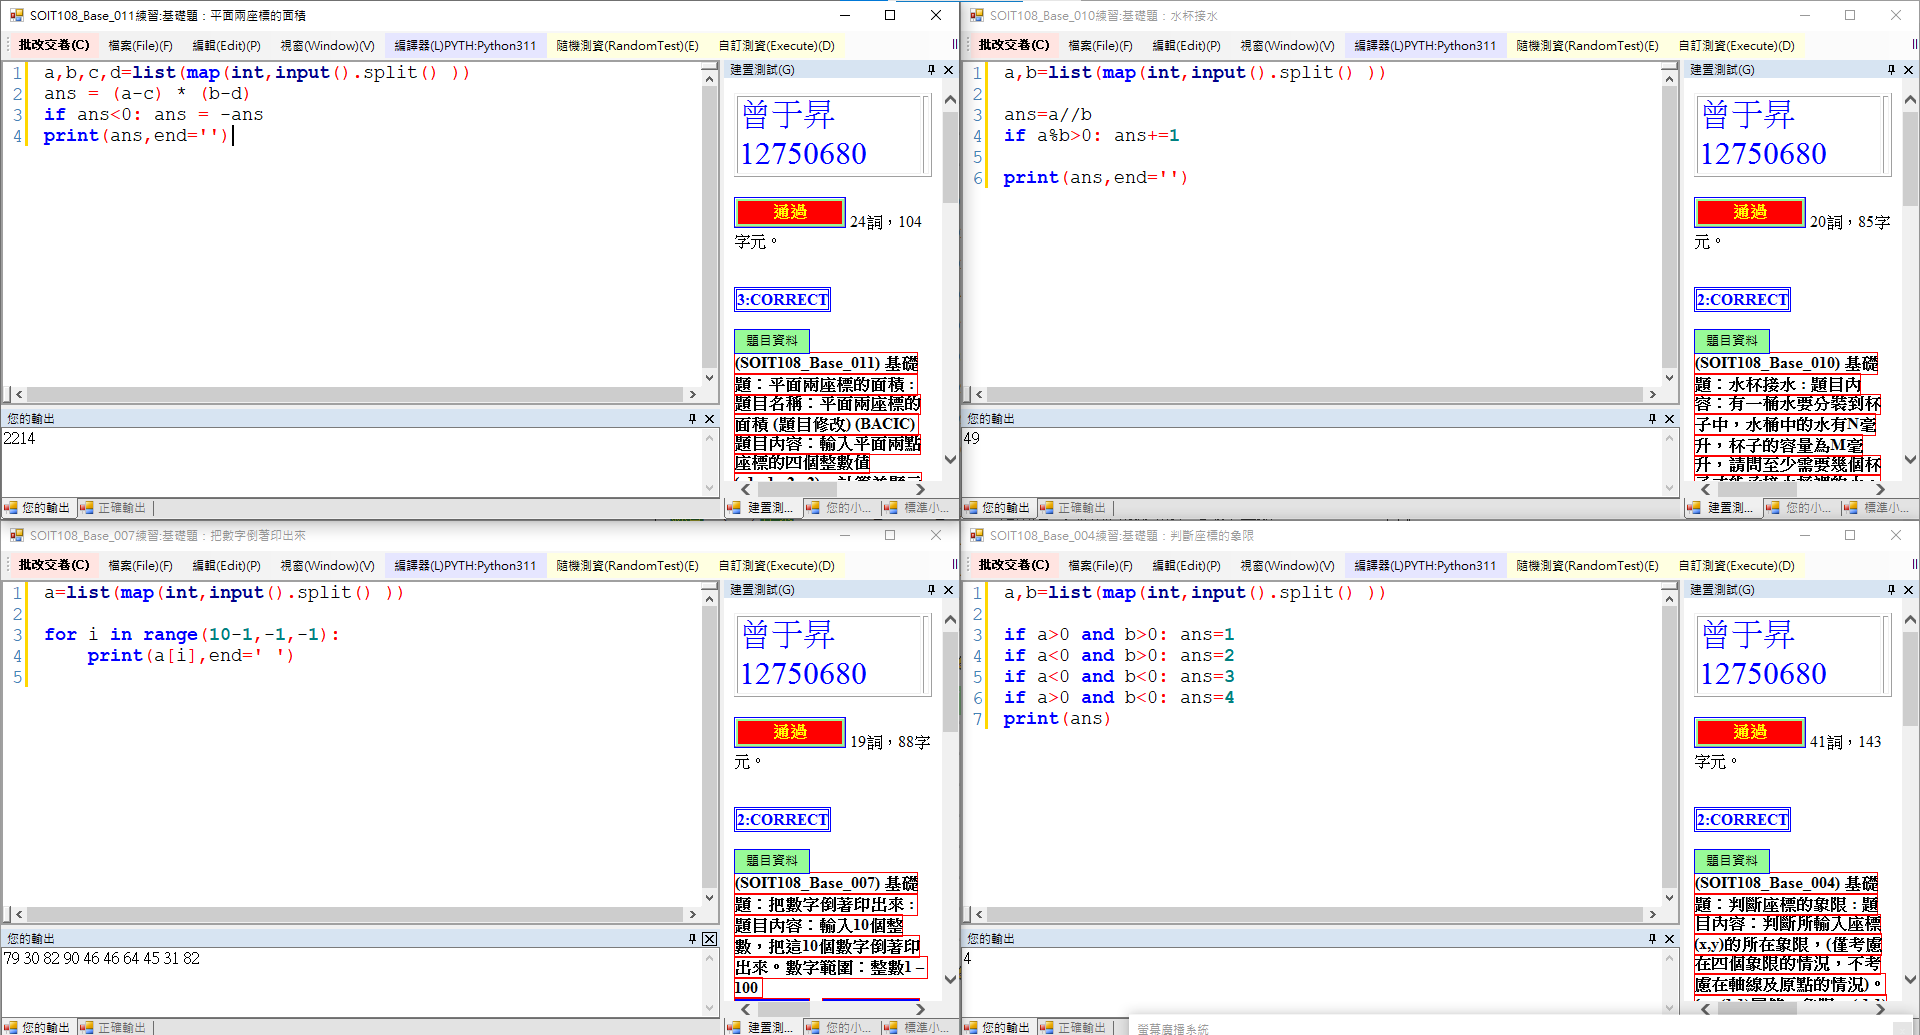 SOIT108_Base_011練習:基礎題：平面兩座標的面積
批改交卷(C) 檔案(File)(F) 編輯(Edit)(P) 視窗(Window)(V) 編譯器(L)PYTH:Python311 隨機測資(RandomTest)(E) 自訂測資(Execute)(D)
1 a,b,c,d=list(map(int,input().split() ))
2 ans = (a-c) * (b-d)
3 if ans<0: ans = -ans
4 print(ans,end='')
建置測試(G)
曾于昇
12750680
通過 24詞，104
字元。
3:CORRECT
題目資料
(SOIT108_Base_011) 基礎
題：平面兩座標的面積：
題目名稱：平面兩座標的
面積 (題目修改) (BACIC)
題目內容：輸入平面兩點
座標的四個整數值
您的輸出
2214
您的輸出 正確輸出
建置測... 您的小... 標準小...
SOIT108_Base_010練習:基礎題：水杯接水
批改交卷(C) 檔案(File)(F) 編輯(Edit)(P) 視窗(Window)(V) 編譯器(L)PYTH:Python311 隨機測資(RandomTest)(E) 自訂測資(Execute)(D)
1 a,b=list(map(int,input().split() ))
2
3 ans=a//b
4 if a%b>0: ans+=1
5
6 print(ans,end='')
建置測試(G)
曾于昇
12750680
通過 20詞，85字
元。
2:CORRECT
題目資料
(SOIT108_Base_010) 基礎
題：水杯接水：題目內
容：有一桶水要分裝到杯
子中，水桶中的水有N毫
升，杯子的容量為M毫
升，請問至少需要幾個杯
您的輸出
49
您的輸出 正確輸出
建置測... 您的小... 標準小...
SOIT108_Base_007練習:基礎題：把數字倒著印出來
批改交卷(C) 檔案(File)(F) 編輯(Edit)(P) 視窗(Window)(V) 編譯器(L)PYTH:Python311 隨機測資(RandomTest)(E) 自訂測資(Execute)(D)
1 a=list(map(int,input().split() ))
2
3 for i in range(10-1,-1,-1):
4 print(a[i],end=' ')
5
建置測試(G)
曾于昇
12750680
通過 19詞，88字
元。
2:CORRECT
題目資料
(SOIT108_Base_007) 基礎
題：把數字倒著印出來：
題目內容：輸入10個整
數，把這10個數字倒著印
出來。數字範圍：整數1 –
100
您的輸出
79 30 82 90 46 46 64 45 31 82
您的輸出 正確輸出
建置測... 您的小... 標準小...
SOIT108_Base_004練習:基礎題：判斷座標的象限
批改交卷(C) 檔案(File)(F) 編輯(Edit)(P) 視窗(Window)(V) 編譯器(L)PYTH:Python311 隨機測資(RandomTest)(E) 自訂測資(Execute)(D)
1 a,b=list(map(int,input().split() ))
2
3 if a>0 and b>0: ans=1
4 if a<0 and b>0: ans=2
5 if a<0 and b<0: ans=3
6 if a>0 and b<0: ans=4
7 print(ans)
建置測試(G)
曾于昇
12750680
通過 41詞，143
字元。
2:CORRECT
題目資料
(SOIT108_Base_004) 基礎
題：判斷座標的象限：題
目內容：判斷所輸入座標
(x,y)的所在象限，(僅考慮
在四個象限的情況，不考
慮在軸線及原點的情況)。
您的輸出
4
您的輸出 正確輸出
螢幕廣播系統